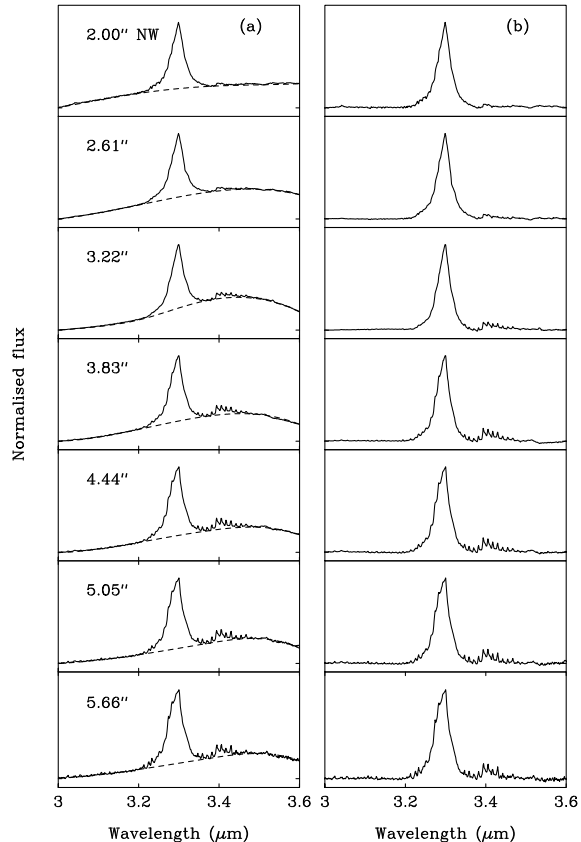 (a)
(b)
2.00″ NW
2.61″
3.22″
3.83″
4.44″
5.05″
5.66″
Normalised flux
3 3.2 3.4 3.6
3 3.2 3.4 3.6
Wavelength (μm)
Wavelength (μm)